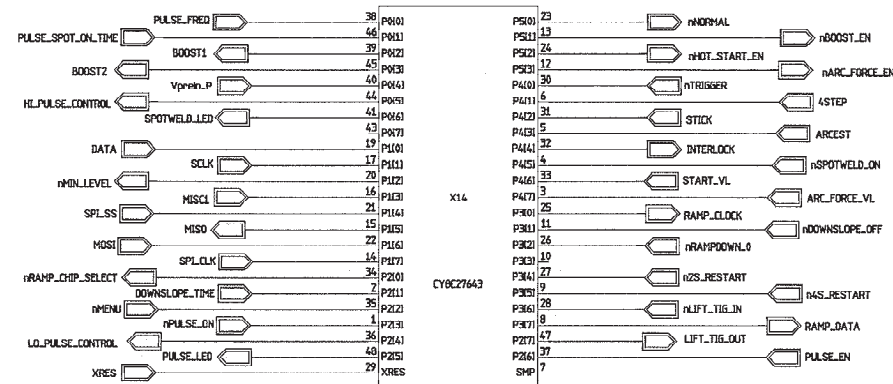 PULSE_FREQ 38 P0[0]
PULSE_SPOT_ON_TIME 46 P0[1]
BOOST1 39 P0[2]
BOOST2 45 P0[3]
Vprein_P 40 P0[4]
HI_PULSE_CONTROL 44 P0[5]
SPOTWELD_LED 41 P0[6]
43 P0[7]
DATA 19 P1[0]
SCLK 17 P1[1]
nMIN_LEVEL 20 P1[2]
MISC1 16 P1[3]
SPI_SS 21 P1[4]
MISO 15 P1[5]
MOSI 22 P1[6]
SPI_CLK 14 P1[7]
nRAMP_CHIP_SELECT 34 P2[0]
DOWNSLOPE_TIME 2 P2[1]
nMENU 35 P2[2]
nPULSE_ON 1 P2[3]
LO_PULSE_CONTROL 36 P2[4]
PULSE_LED 48 P2[5]
XRES 29 XRES
X14
CY8C27643
P5[0] 23 nNORMAL
P5[1] 13 nBOOST_EN
P5[2] 24 nHOT_START_EN
P5[3] 12 nARC_FORCE_EN
P4[0] 30 nTRIGGER
P4[1] 6 4STEP
P4[2] 31 STICK
P4[3] 5 ARCEST
P4[4] 32 INTERLOCK
P4[5] 4 nSPOTWELD_ON
P4[6] 33 START_VL
P4[7] 3 ARC_FORCE_VL
P3[0] 25 RAMP_CLOCK
P3[1] 11 nDOWNSLOPE_OFF
P3[2] 26 nRAMPDOWN_0
P3[3] 10
P3[4] 27 n2S_RESTART
P3[5] 9 n4S_RESTART
P3[6] 28 nLIFT_TIG_IN
P3[7] 8 RAMP_DATA
P2[7] 47 LIFT_TIG_OUT
P2[6] 37 PULSE_EN
SMP 7